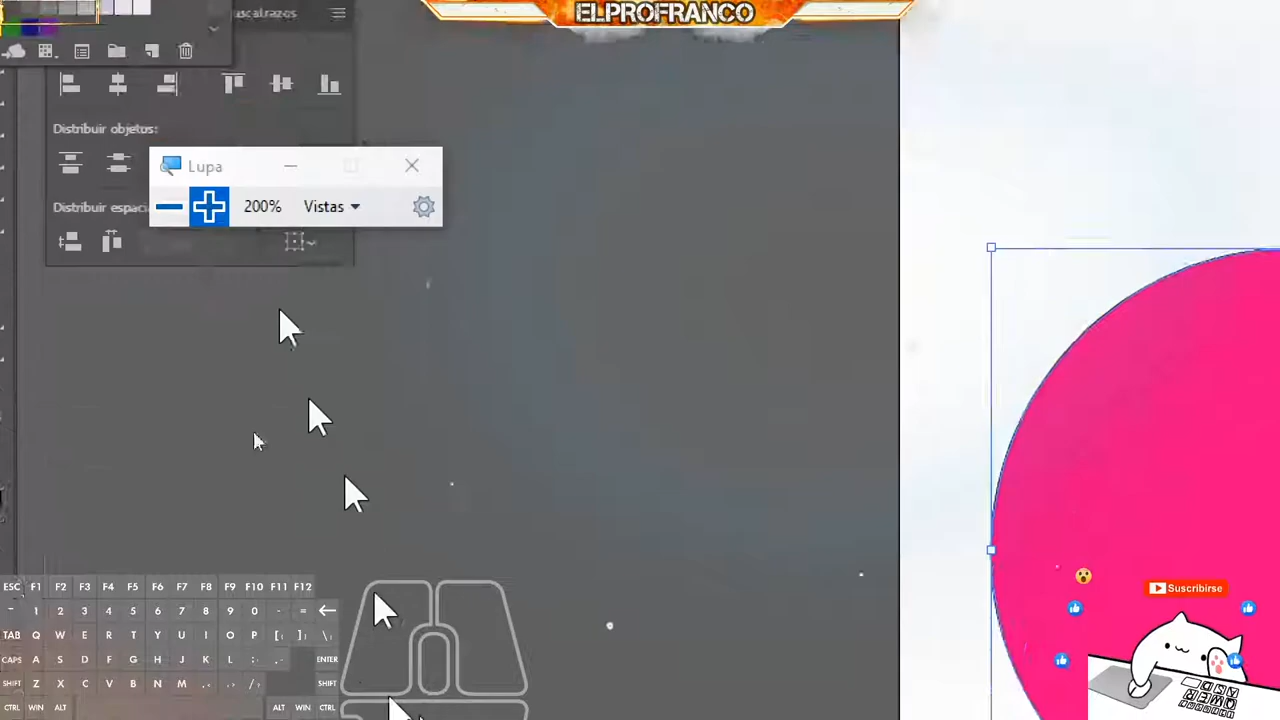 ELPROFRANCO
Distribuir objetos:
Lupa
Distribuir espaci
200%
Vistas
ESC F1 F2 F3 F4 F5 F6 F7 F8 F9 F10 F11 F12
1 2 3 4 5 6 7 8 9 0 - =
TAB Q W E R T Y U I O P [ ] \
CAPS A S D F G H J K L ENTER
SHIFT Z X C V B N M SHIFT
CTRL WIN ALT ALT WIN CTRL
Suscribirse